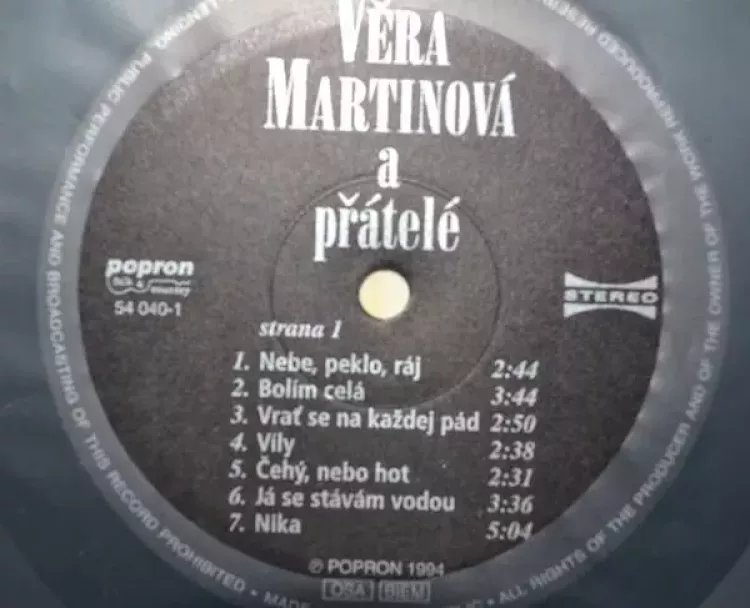 VĚRA
MARTINOVÁ
a
přátelé
popron
folk & country
54 040-1
STEREO
strana 1
1. Nebe, peklo, ráj 2:44
2. Bolím celá 3:44
3. Vrať se na každej pád 2:50
4. Víly 2:38
5. Čehý, nebo hot 2:31
6. Já se stávám vodou 3:36
7. Nika 5:04
℗ POPRON 1994
OSA BIEM
ALL RIGHTS OF THE PRODUCER AND OF THE OWNER OF THE WORK REPRODUCED RESERVED
LENDING, PUBLIC PERFORMANCE AND BROADCASTING OF THIS RECORD PROHIBITED • MADE